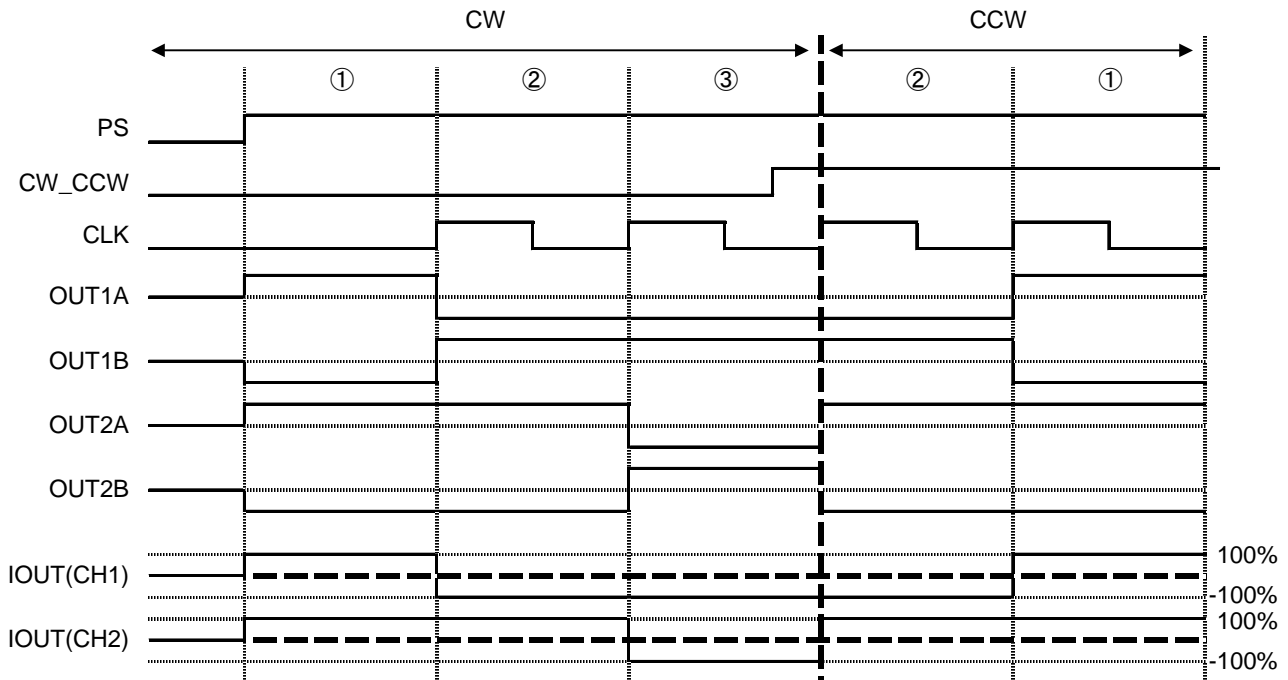 CW CCW
① ② ③ ② ①
PS
CW_CCW
CLK
OUT1A
OUT1B
OUT2A
OUT2B
IOUT(CH1) 100%
-100%
IOUT(CH2) 100%
-100%